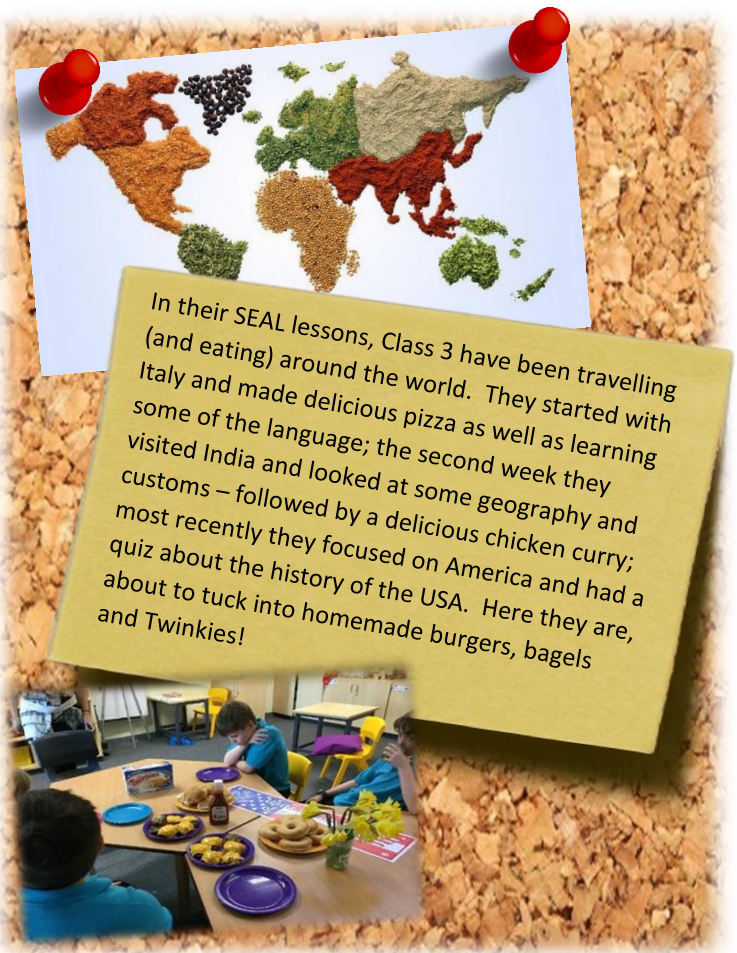 In their SEAL lessons, Class 3 have been travelling
(and eating) around the world.  They started with
Italy and made delicious pizza as well as learning
some of the language; the second week they
visited India and looked at some geography and
customs – followed by a delicious chicken curry;
most recently they focused on America and had a
quiz about the history of the USA.  Here they are,
about to tuck into homemade burgers, bagels
and Twinkies!